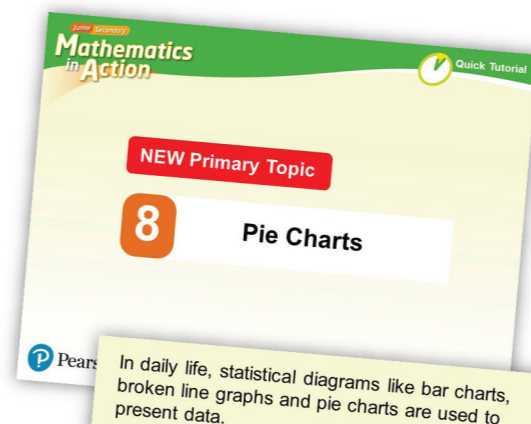 Junior Secondary
Mathematics
in Action
Quick Tutorial
NEW Primary Topic
8
Pie Charts
In daily life, statistical diagrams like bar charts,
broken line graphs and pie charts are used to
present data.